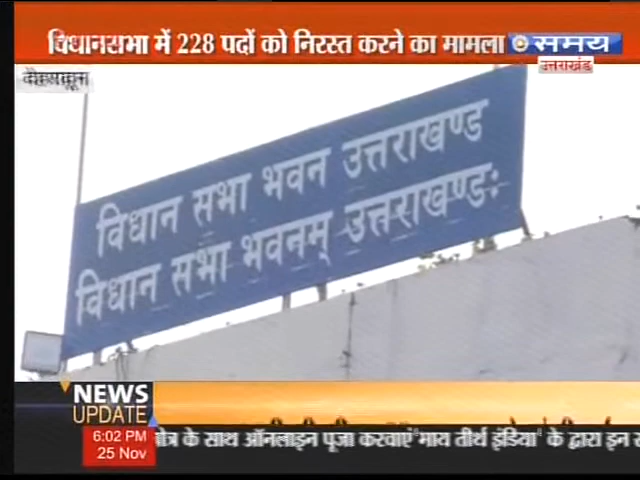 विधानसभा में 228 पदों को निरस्त करने का मामला
समय
उत्तराखंड
विधान सभा भवन उत्तराखण्ड
विधान सभा भवनम् उत्तराखण्डः
NEWS
UPDATE
6:02 PM
25 Nov
के साथ ऑनलाइन पूजा करवाएं "माय तीर्थ इंडिया" के द्वारा इन